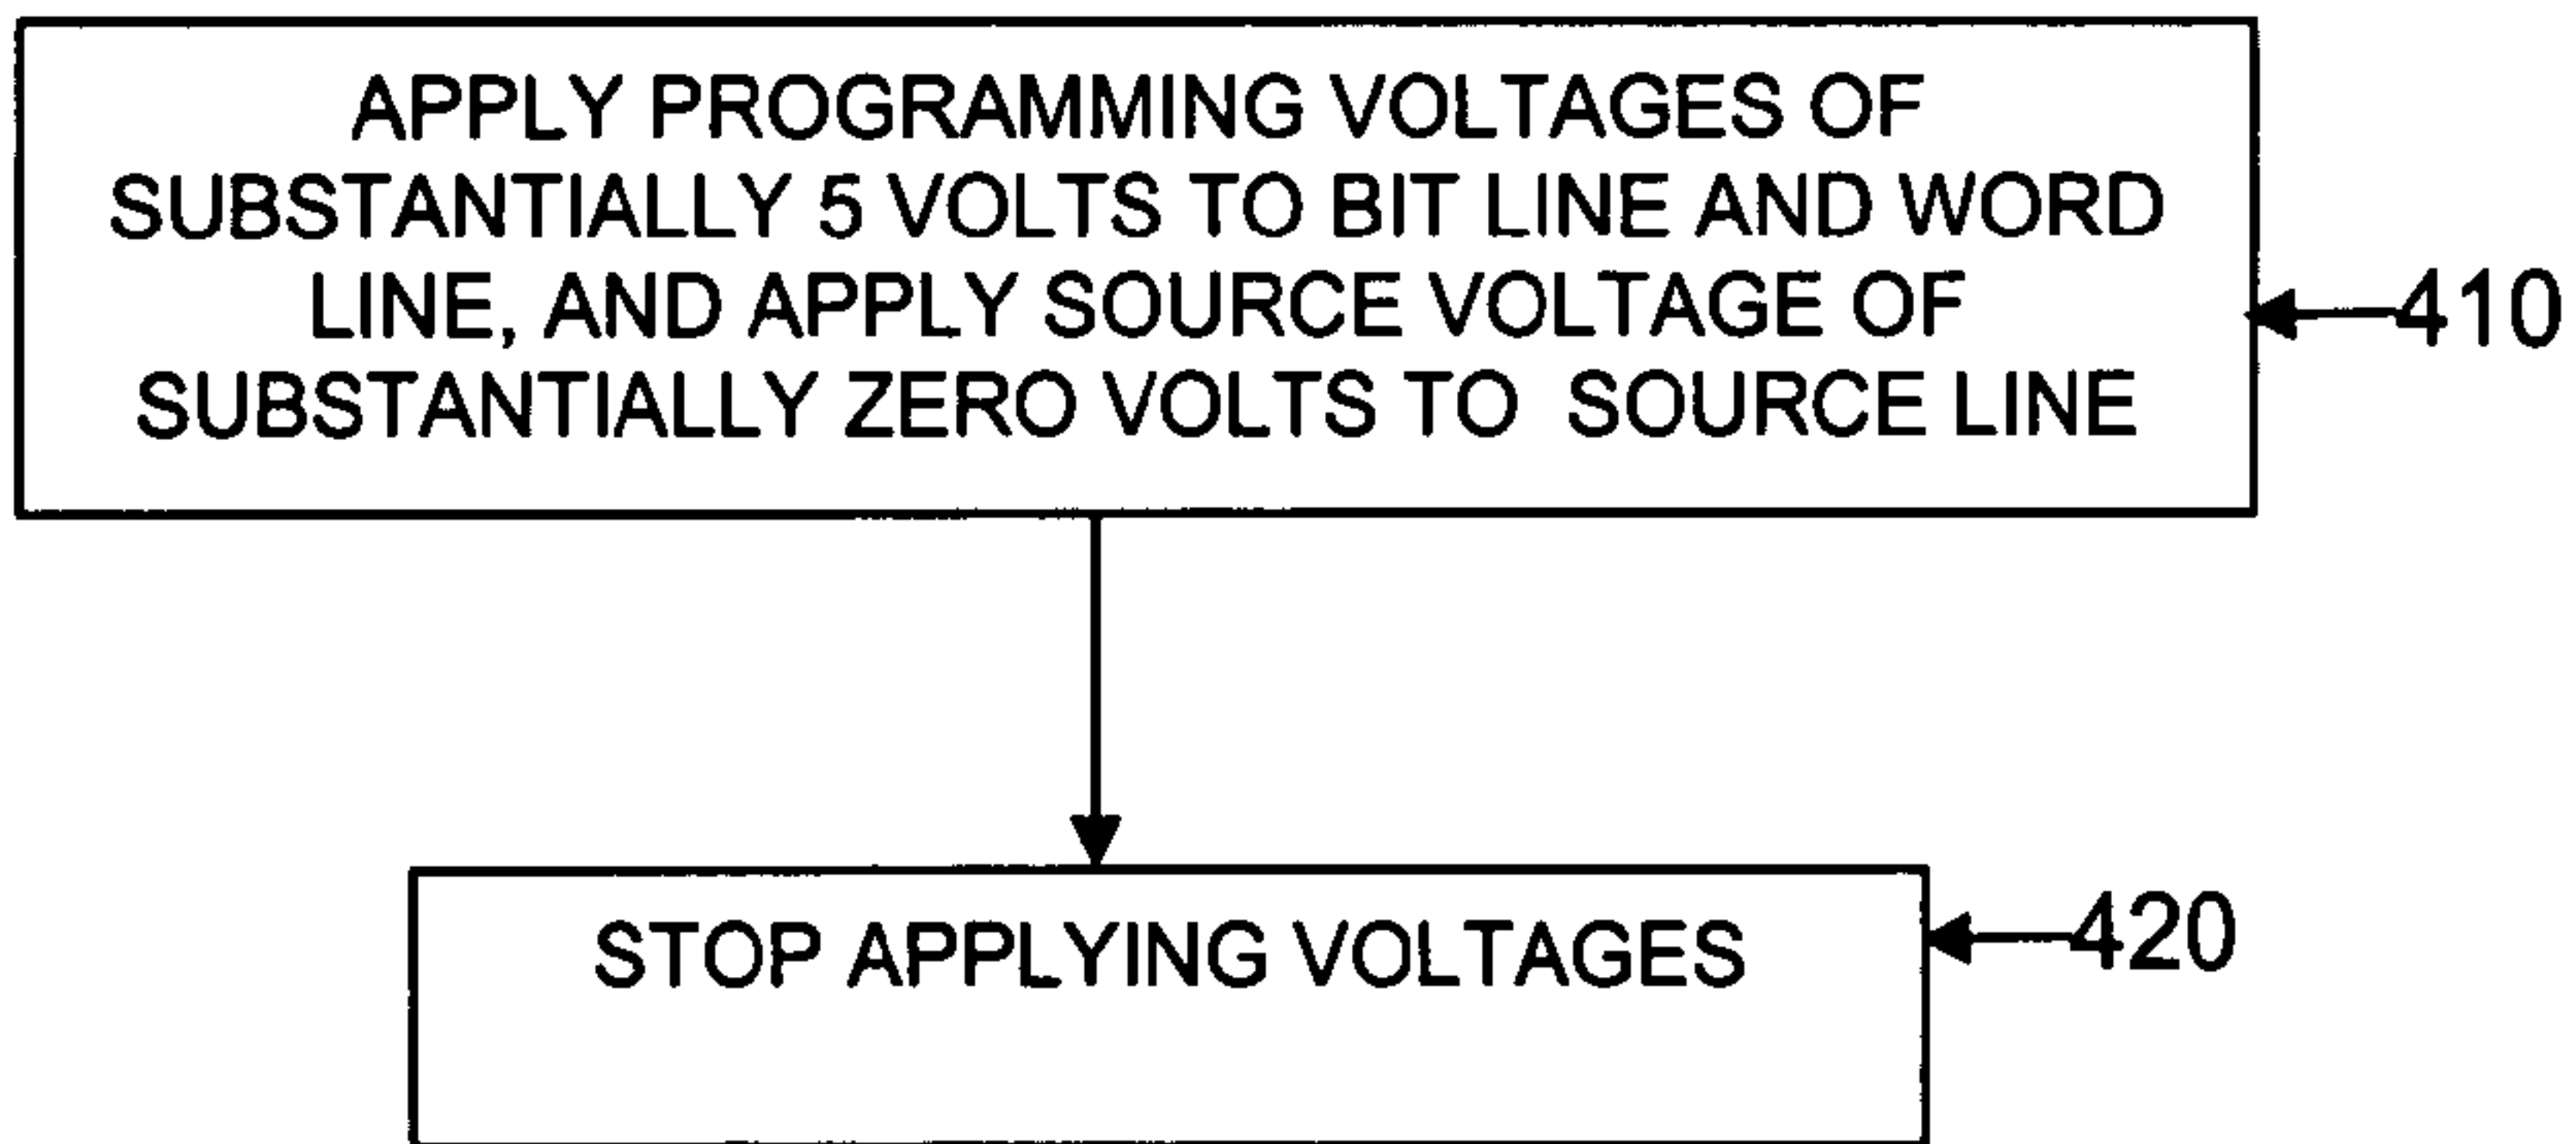 APPLY PROGRAMMING VOLTAGES OF
SUBSTANTIALLY 5 VOLTS TO BIT LINE AND WORD
LINE, AND APPLY SOURCE VOLTAGE OF
SUBSTANTIALLY ZERO VOLTS TO SOURCE LINE
410
STOP APPLYING VOLTAGES
420